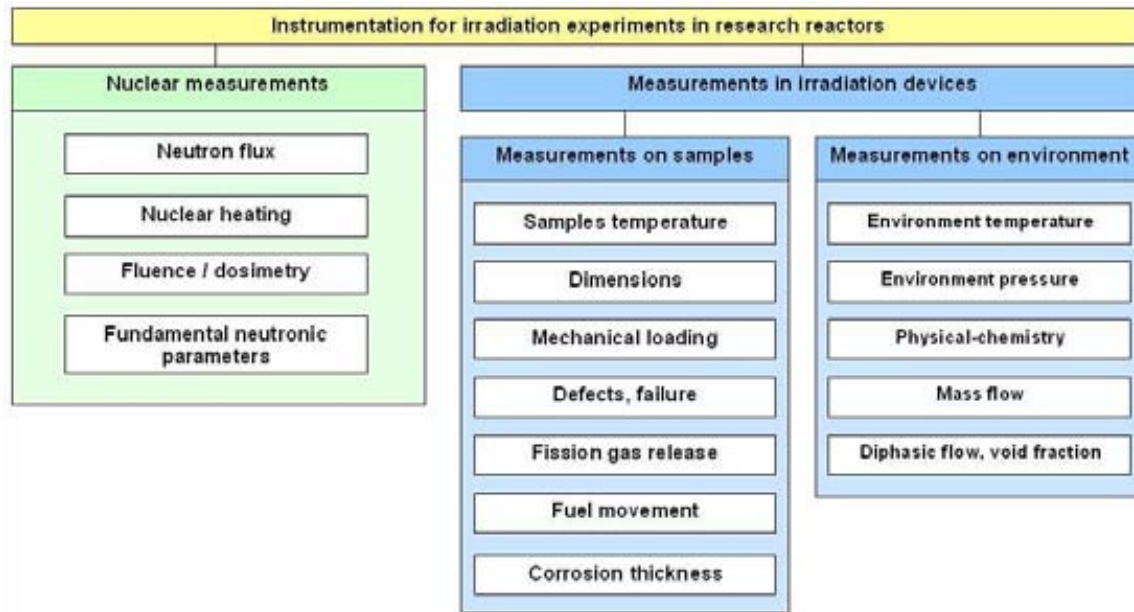 Instrumentation for irradiation experiments in research reactors
Nuclear measurements
Neutron flux
Nuclear heating
Fluence / dosimetry
Fundamental neutronic
parameters
Measurements in irradiation devices
Measurements on samples
Samples temperature
Dimensions
Mechanical loading
Defects, failure
Fission gas release
Fuel movement
Corrosion thickness
Measurements on environment
Environment temperature
Environment pressure
Physical-chemistry
Mass flow
Diphasic flow, void fraction